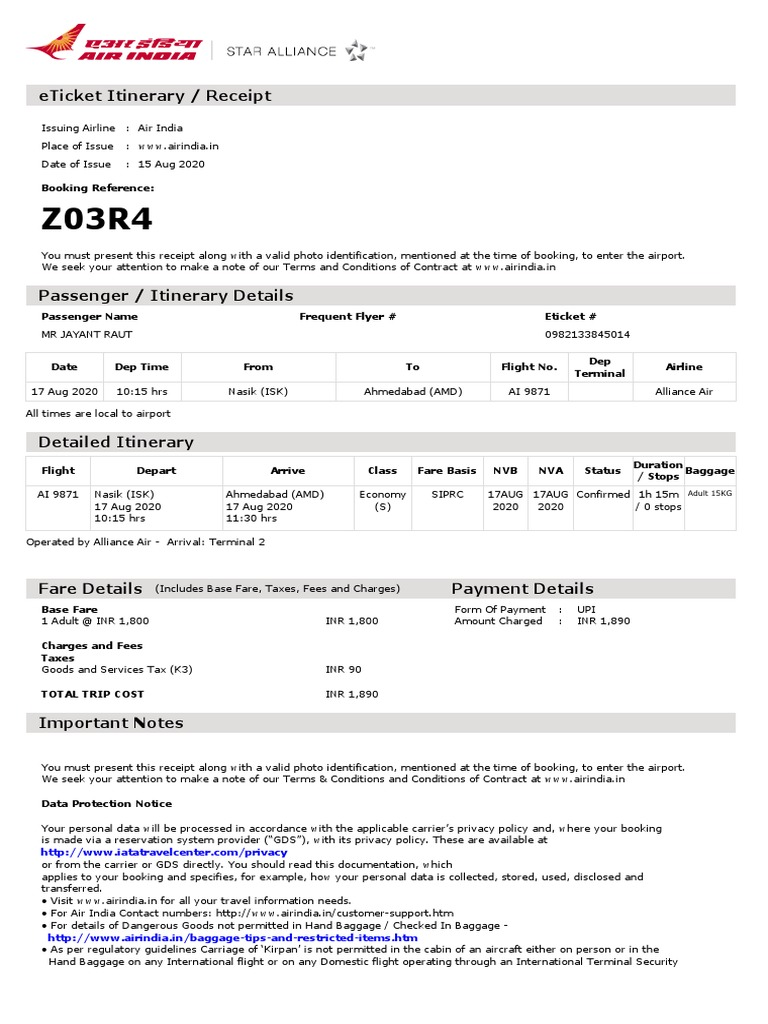 एअर इंडिया
AIR INDIA
STAR ALLIANCE
eTicket Itinerary / Receipt
Issuing Airline : Air India
Place of Issue : www.airindia.in
Date of Issue : 15 Aug 2020
Booking Reference:
Z03R4
You must present this receipt along with a valid photo identification, mentioned at the time of booking, to enter the airport.
We seek your attention to make a note of our Terms and Conditions of Contract at www.airindia.in
Passenger / Itinerary Details
Passenger Name Frequent Flyer # Eticket #
MR JAYANT RAUT 0982133845014
Date Dep Time From To Flight No. Dep Terminal Airline
17 Aug 2020 10:15 hrs Nasik (ISK) Ahmedabad (AMD) AI 9871 Alliance Air
All times are local to airport
Detailed Itinerary
Flight Depart Arrive Class Fare Basis NVB NVA Status Duration / Stops Baggage
AI 9871 Nasik (ISK) Ahmedabad (AMD) Economy SIPRC 17AUG 17AUG Confirmed 1h 15m Adult 15KG
17 Aug 2020 17 Aug 2020 (S) 2020 2020 / 0 stops
10:15 hrs 11:30 hrs
Operated by Alliance Air - Arrival: Terminal 2
Fare Details (Includes Base Fare, Taxes, Fees and Charges) Payment Details
Base Fare Form Of Payment : UPI
1 Adult @ INR 1,800 INR 1,800 Amount Charged : INR 1,890
Charges and Fees
Taxes
Goods and Services Tax (K3) INR 90
TOTAL TRIP COST INR 1,890
Important Notes
You must present this receipt along with a valid photo identification, mentioned at the time of booking, to enter the airport.
We seek your attention to make a note of our Terms & Conditions and Conditions of Contract at www.airindia.in
Data Protection Notice
Your personal data will be processed in accordance with the applicable carrier’s privacy policy and, where your booking
is made via a reservation system provider (“GDS”), with its privacy policy. These are available at
http://www.iatatravelcenter.com/privacy
or from the carrier or GDS directly. You should read this documentation, which
applies to your booking and specifies, for example, how your personal data is collected, stored, used, disclosed and
transferred.
• Visit www.airindia.in for all your travel information needs.
• For Air India Contact numbers: http://www.airindia.in/customer-support.htm
• For details of Dangerous Goods not permitted in Hand Baggage / Checked In Baggage -
http://www.airindia.in/baggage-tips-and-restricted-items.htm
• As per regulatory guidelines Carriage of ‘Kirpan’ is not permitted in the cabin of an aircraft either on person or in the
Hand Baggage on any International flight or on any Domestic flight operating through an International Terminal Security